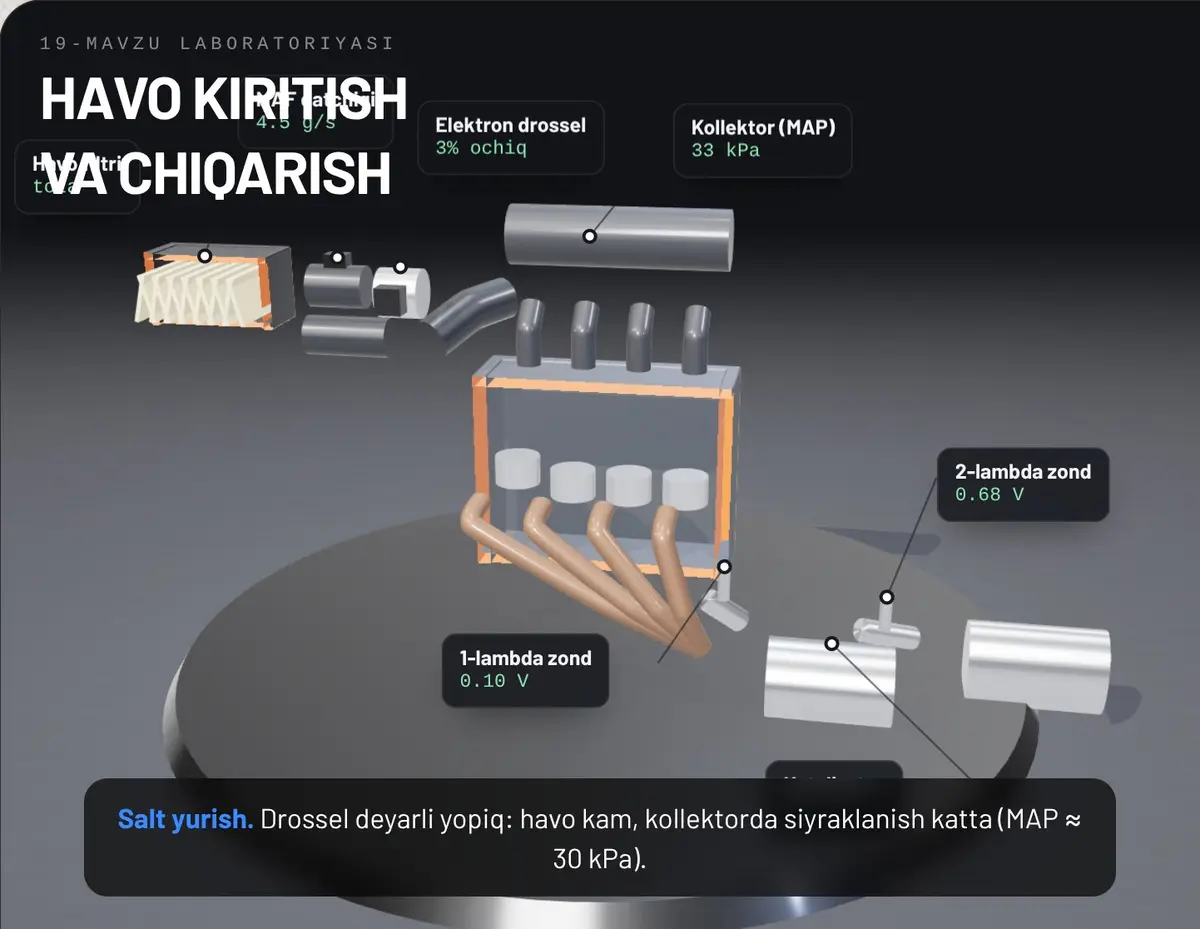 19-MAVZU LABORATORIYASI
HAVO KIRITISH
VA CHIQARISH
4.5 g/s
Elektron drossel
3% ochiq
Kollektor (MAP)
33 kPa
2-lambda zond
0.68 V
1-lambda zond
0.10 V
Salt yurish. Drossel deyarli yopiq: havo kam, kollektorda siyraklanish katta (MAP ≈
30 kPa).